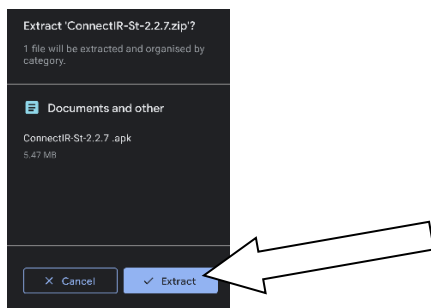 Extract 'ConnectIR-St-2.2.7.zip'?
1 file will be extracted and organised by
category.
Documents and other
ConnectIR-St-2.2.7 .apk
5.47 MB
Cancel
Extract